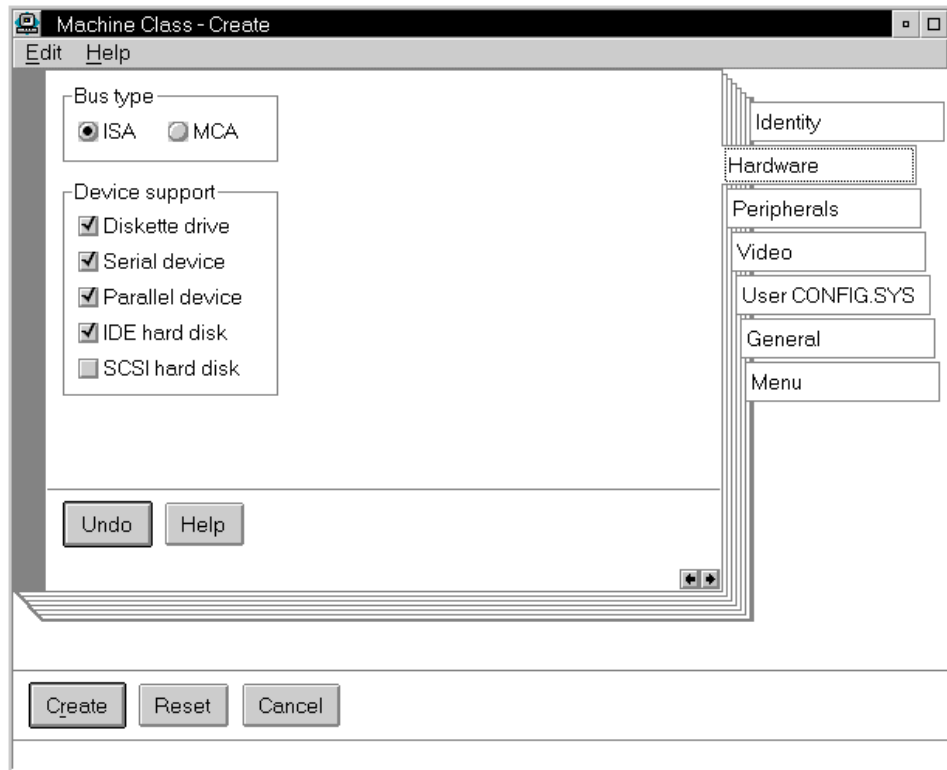 Machine Class - Create
Edit Help
Bus type
ISA MCA
Device support
Diskette drive
Serial device
Parallel device
IDE hard disk
SCSI hard disk
Undo Help
Identity
Hardware
Peripherals
Video
User CONFIG.SYS
General
Menu
Create Reset Cancel